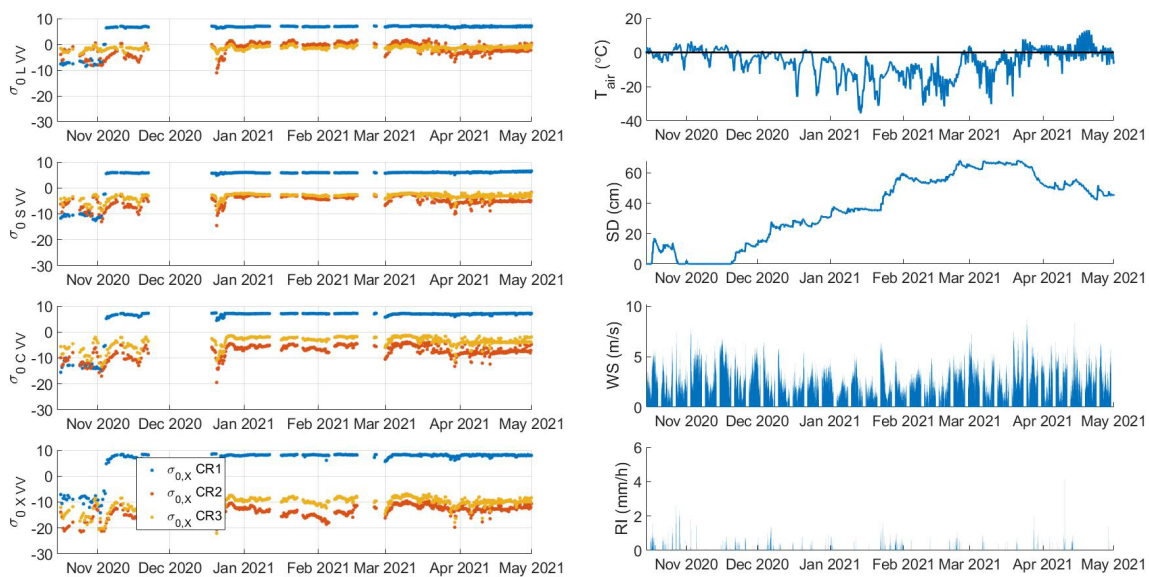 10
0
-10
-20
-30
σ0 L VV
Nov 2020 Dec 2020 Jan 2021 Feb 2021 Mar 2021 Apr 2021 May 2021
10
0
-10
-20
-30
σ0 S VV
Nov 2020 Dec 2020 Jan 2021 Feb 2021 Mar 2021 Apr 2021 May 2021
10
0
-10
-20
-30
σ0 C VV
Nov 2020 Dec 2020 Jan 2021 Feb 2021 Mar 2021 Apr 2021 May 2021
10
0
-10
-20
-30
σ0 X VV
σ0,X CR1
σ0,X CR2
σ0,X CR3
Nov 2020 Dec 2020 Jan 2021 Feb 2021 Mar 2021 Apr 2021 May 2021
20
0
-20
-40
Tair (°C)
Nov 2020 Dec 2020 Jan 2021 Feb 2021 Mar 2021 Apr 2021 May 2021
60
40
20
0
SD (cm)
Nov 2020 Dec 2020 Jan 2021 Feb 2021 Mar 2021 Apr 2021 May 2021
10
5
0
WS (m/s)
Nov 2020 Dec 2020 Jan 2021 Feb 2021 Mar 2021 Apr 2021 May 2021
6
4
2
0
RI (mm/h)
Nov 2020 Dec 2020 Jan 2021 Feb 2021 Mar 2021 Apr 2021 May 2021